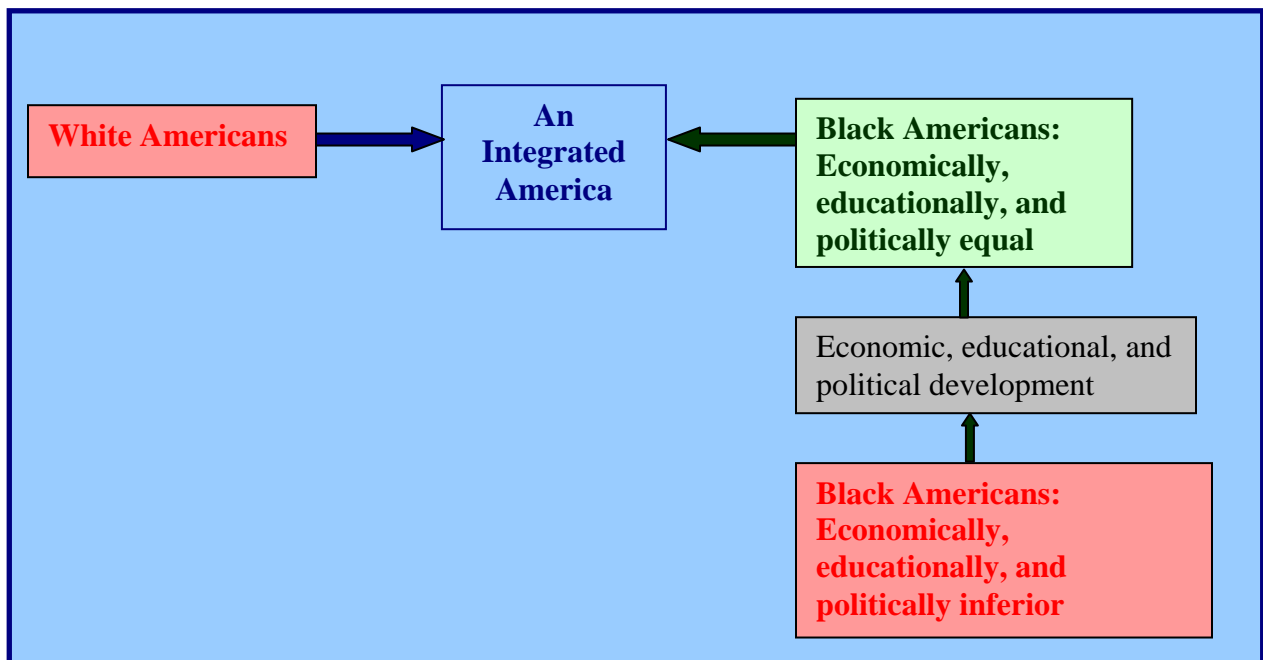 White Americans
An
Integrated
America
Black Americans:
Economically,
educationally, and
politically equal
Economic, educational, and
political development
Black Americans:
Economically,
educationally, and
politically inferior